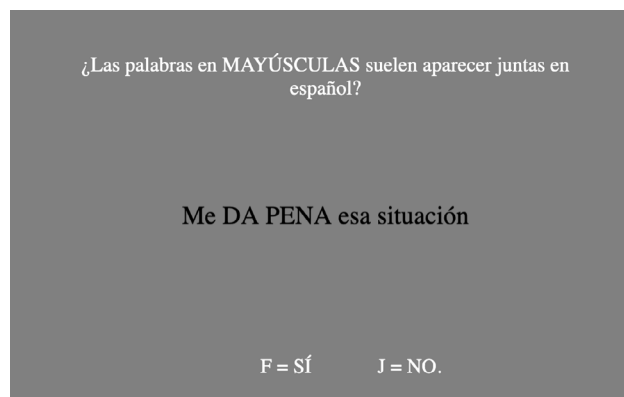 ¿Las palabras en MAYÚSCULAS suelen aparecer juntas en
español?
Me DA PENA esa situación
F = SÍ J = NO.